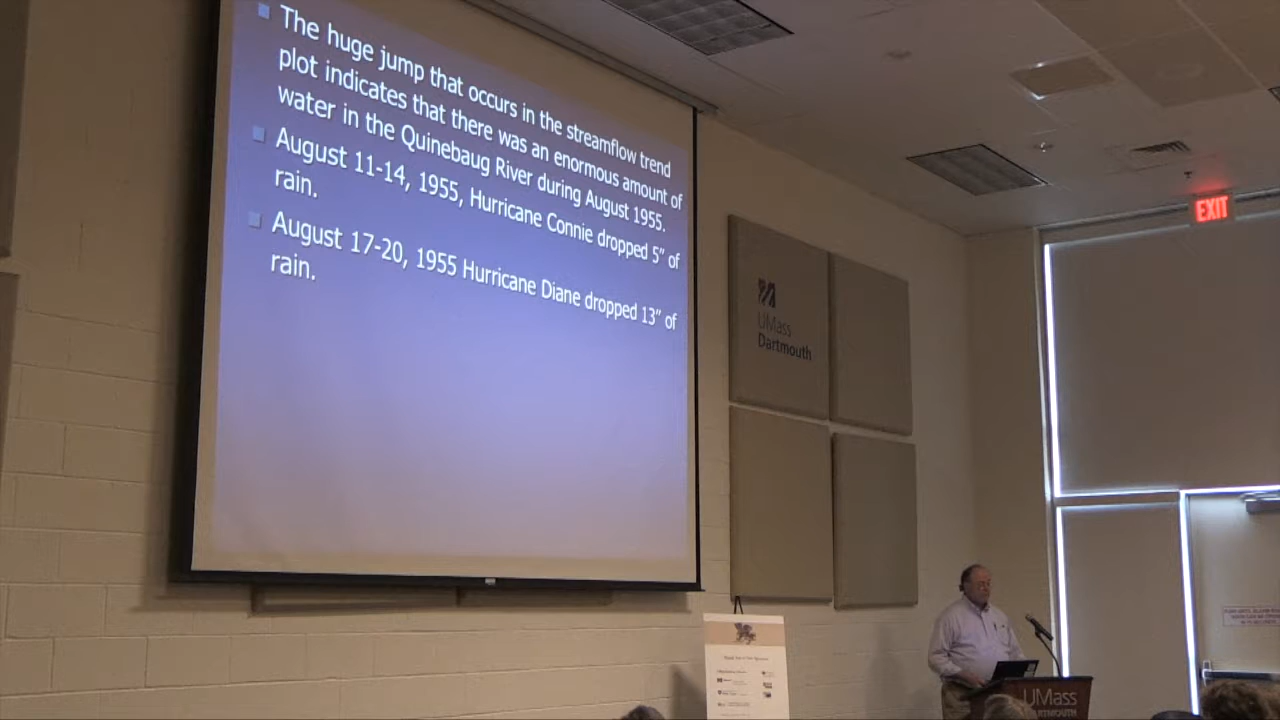 The huge jump that occurs in the streamflow trend
plot indicates that there was an enormous amount of
water in the Quinebaug River during August 1955.
August 11-14, 1955, Hurricane Connie dropped 5" of
rain.
August 17-20, 1955 Hurricane Diane dropped 13" of
rain.
EXIT
UMass
Dartmouth
UMass
DARTMOUTH